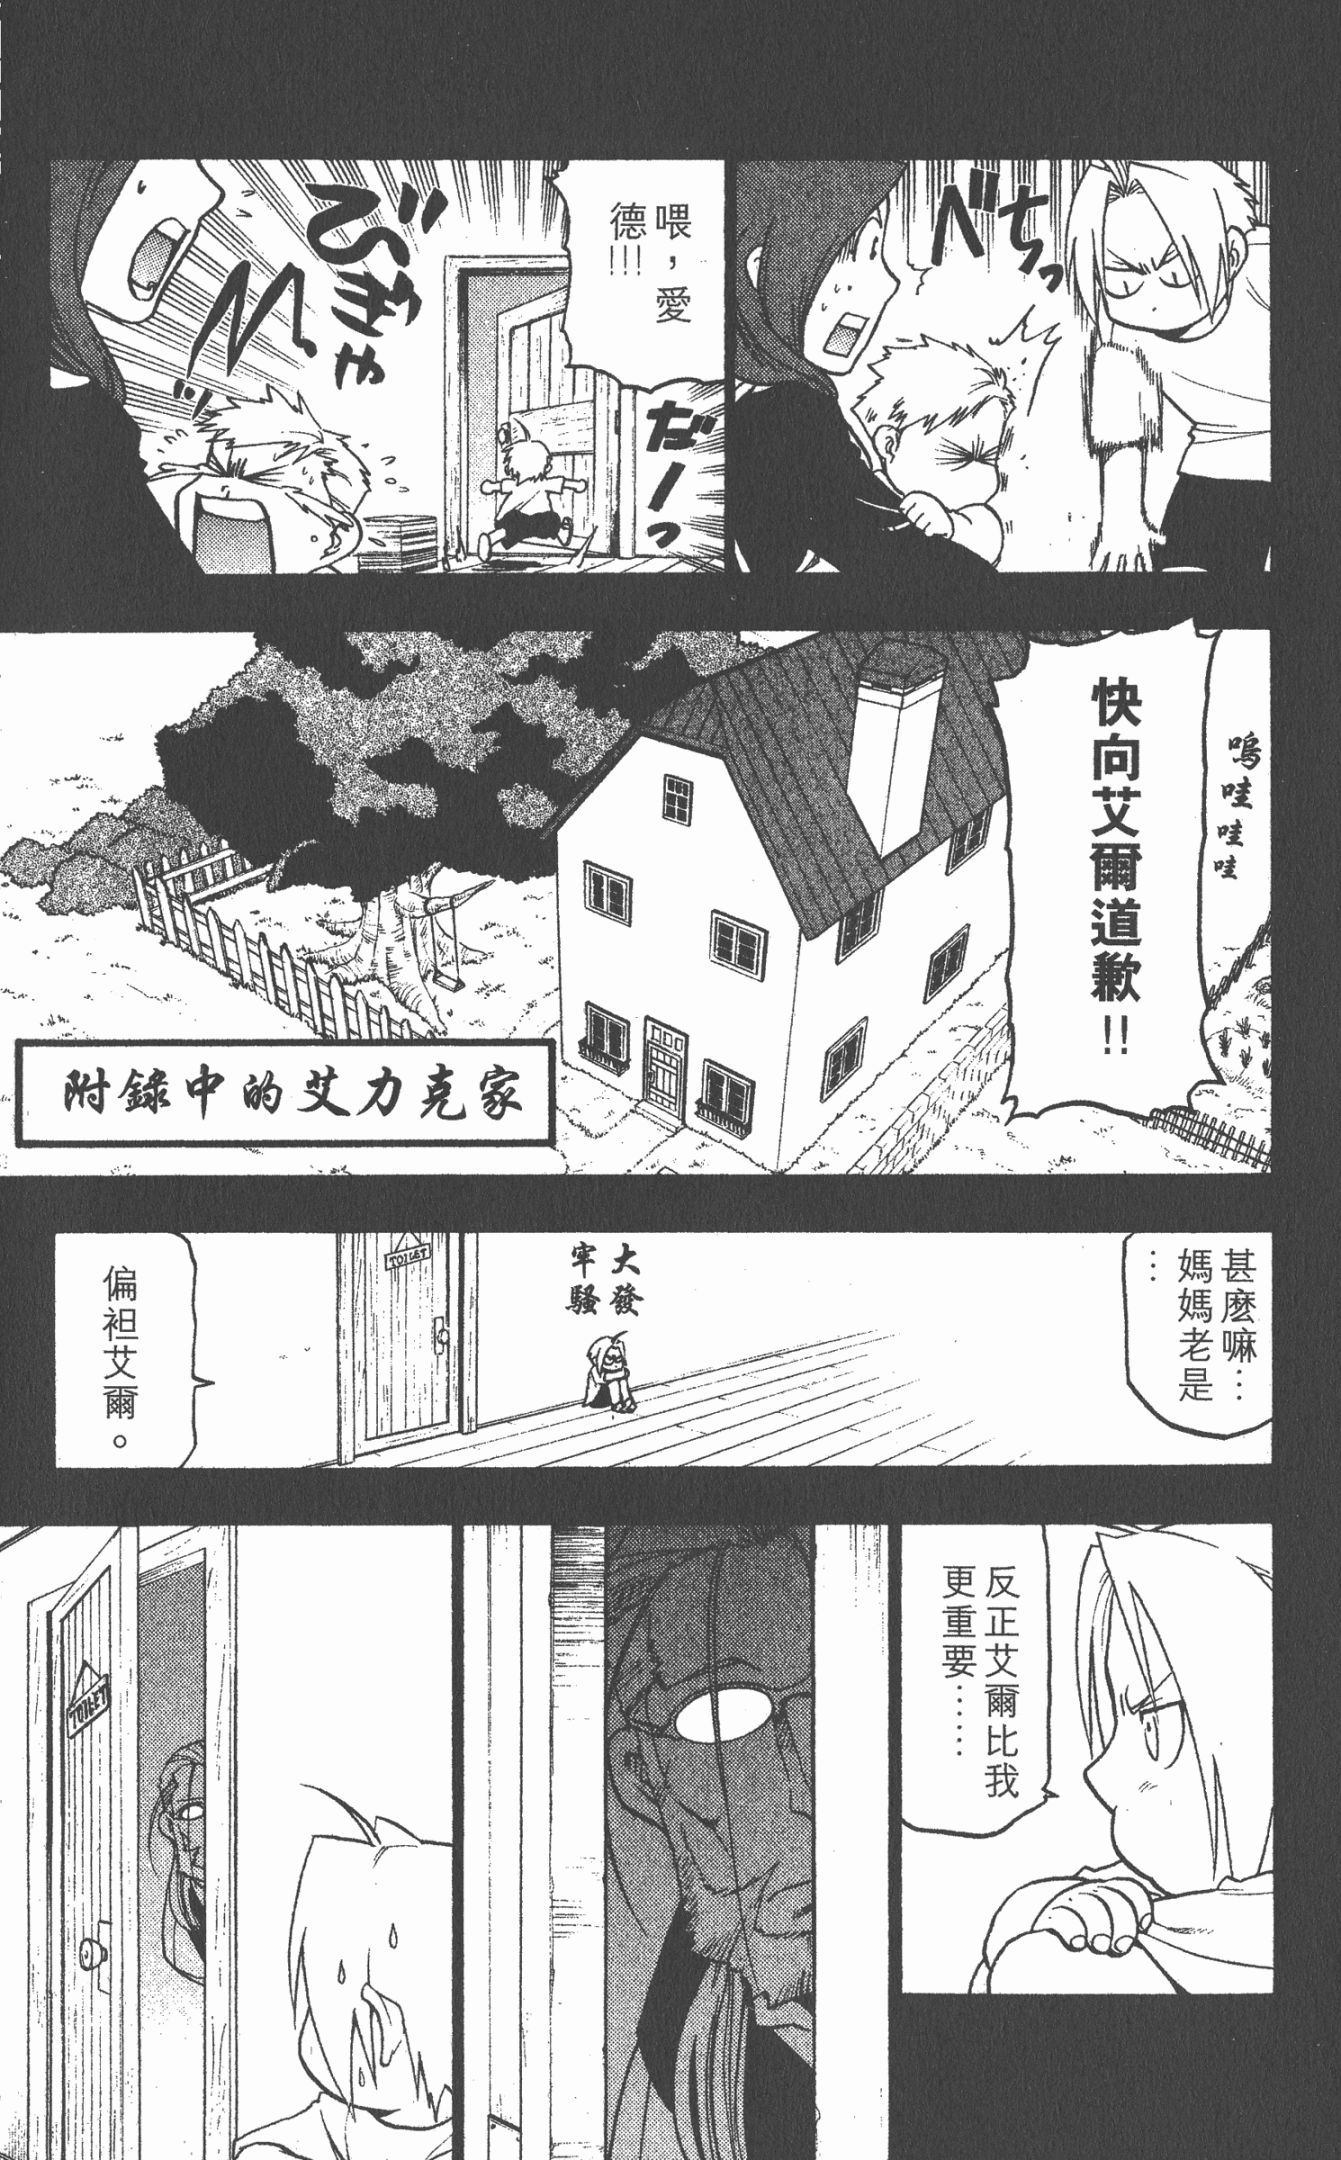 べちっ
喂，愛
德!!!
だーっ
びぎゃ
嗚哇哇哇
快向艾爾道歉!!
附錄中的艾力克家
甚麼嘛…
媽媽老是
…
大發
牢騷
TOILET
偏袒艾爾。
反正艾爾比我
更重要……
TOILET